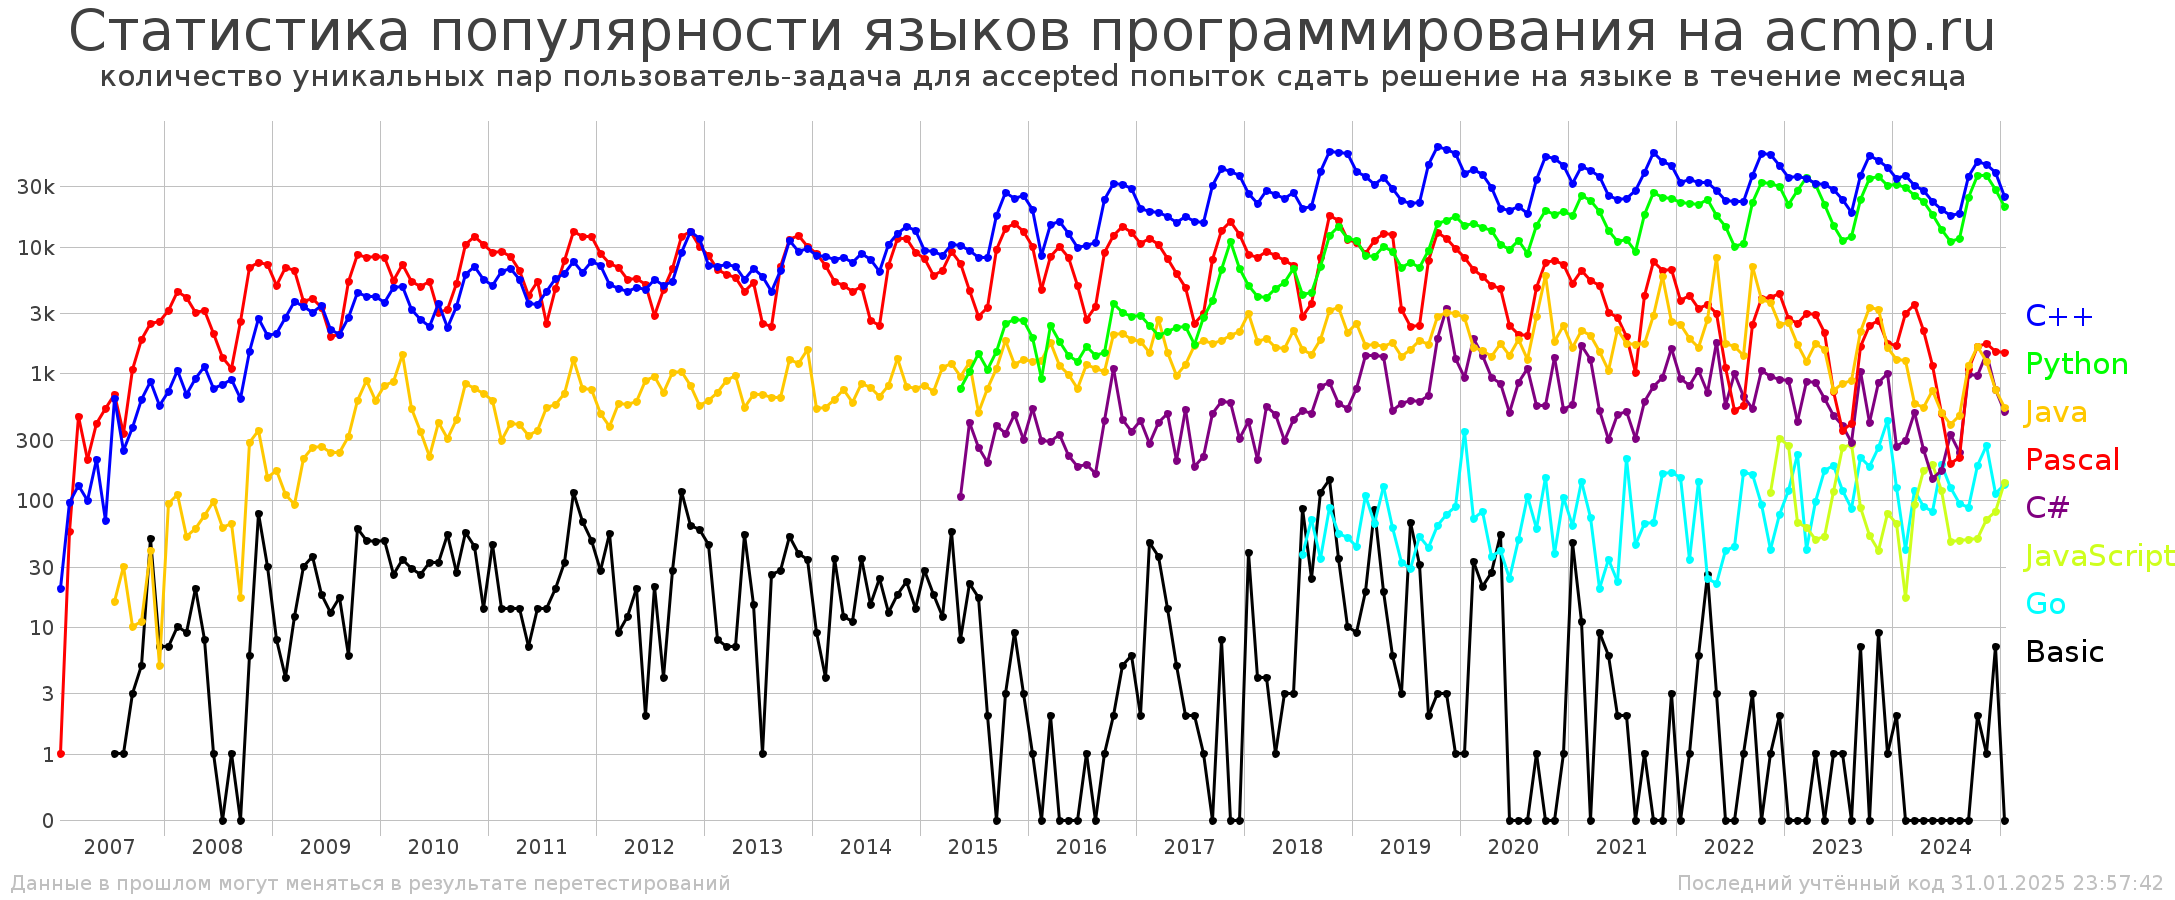 Статистика популярности языков программирования на acmp.ru
количество уникальных пар пользователь-задача для accepted попыток сдать решение на языке в течение месяца
30k
10k
3k
1k
300
100
30
10
3
1
0
C++
Python
Java
Pascal
C#
JavaScript
Go
Basic
2007 2008 2009 2010 2011 2012 2013 2014 2015 2016 2017 2018 2019 2020 2021 2022 2023 2024
Данные в прошлом могут меняться в результате перетестирований
Последний учтённый код 31.01.2025 23:57:42